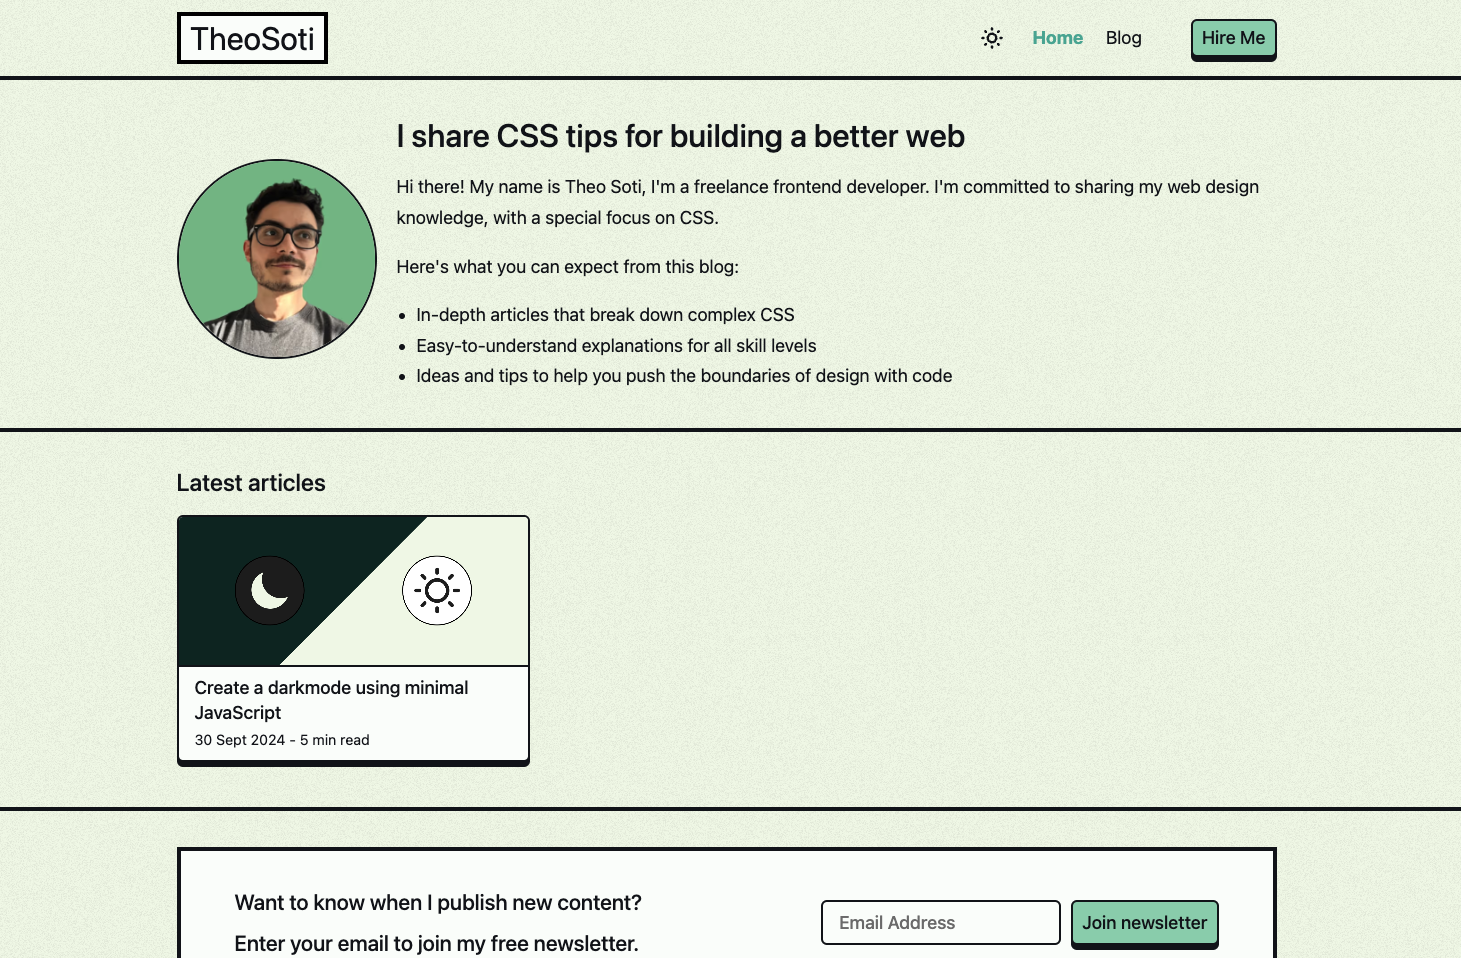 TheoSoti
Home
Blog
Hire Me
I share CSS tips for building a better web
Hi there! My name is Theo Soti, I'm a freelance frontend developer. I'm committed to sharing my web design
knowledge, with a special focus on CSS.
Here's what you can expect from this blog:
In-depth articles that break down complex CSS
Easy-to-understand explanations for all skill levels
Ideas and tips to help you push the boundaries of design with code
Latest articles
Create a darkmode using minimal
JavaScript
30 Sept 2024 - 5 min read
Want to know when I publish new content?
Enter your email to join my free newsletter.
Email Address
Join newsletter